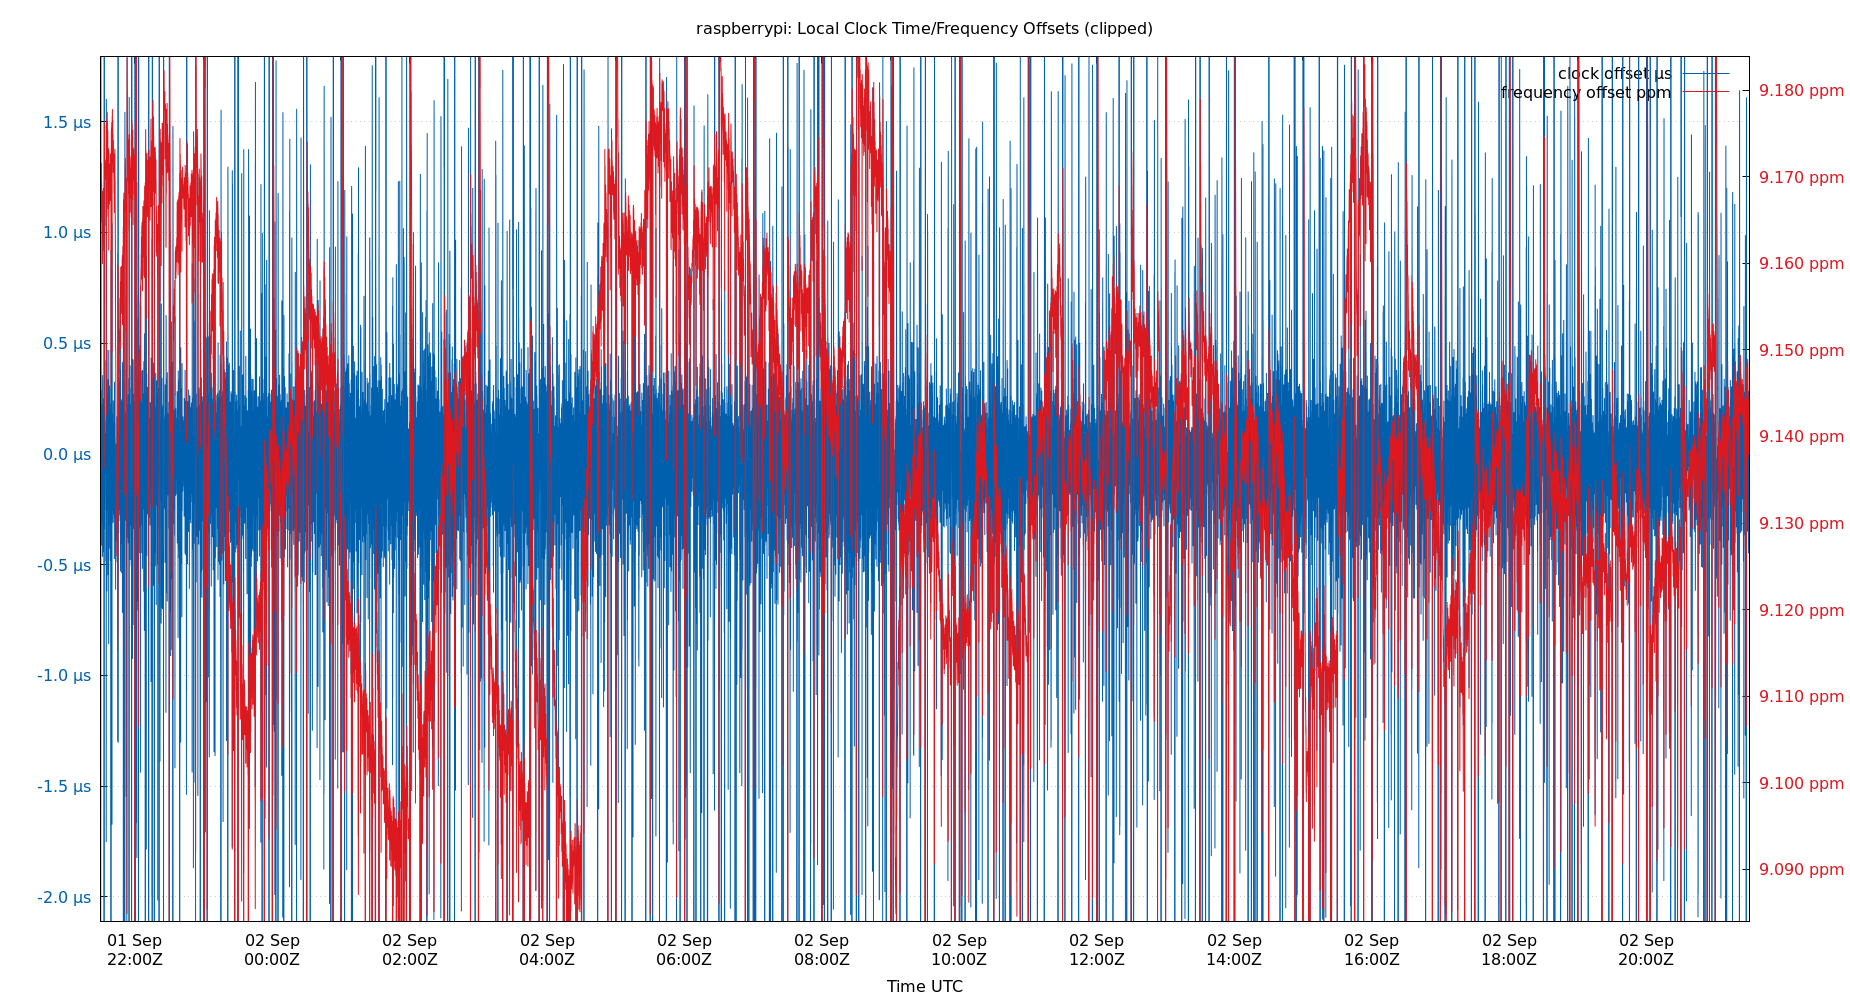 raspberrypi: Local Clock Time/Frequency Offsets (clipped)
clock offset µs
frequency offset ppm
1.5 µs
1.0 µs
0.5 µs
0.0 µs
-0.5 µs
-1.0 µs
-1.5 µs
-2.0 µs
9.180 ppm
9.170 ppm
9.160 ppm
9.150 ppm
9.140 ppm
9.130 ppm
9.120 ppm
9.110 ppm
9.100 ppm
9.090 ppm
01 Sep 02 Sep 02 Sep 02 Sep 02 Sep 02 Sep 02 Sep 02 Sep 02 Sep 02 Sep 02 Sep 02 Sep
22:00Z 00:00Z 02:00Z 04:00Z 06:00Z 08:00Z 10:00Z 12:00Z 14:00Z 16:00Z 18:00Z 20:00Z
Time UTC